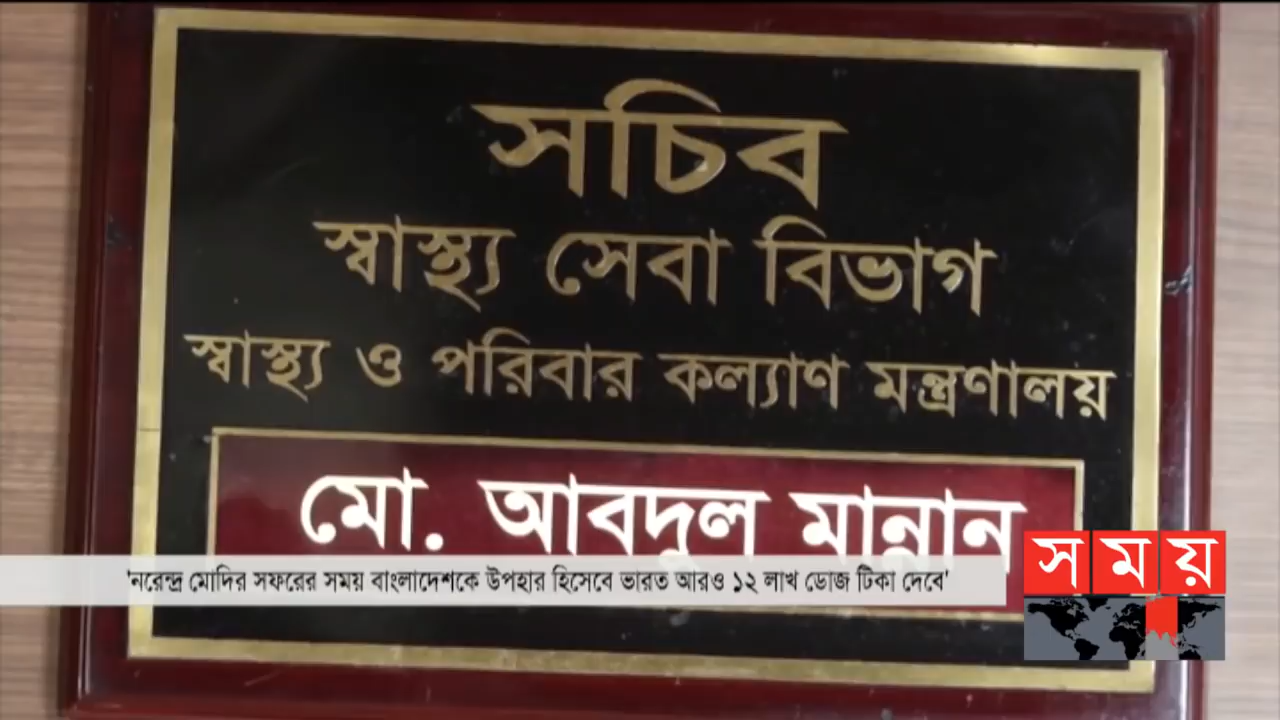 সচিব
স্বাস্থ্য সেবা বিভাগ
স্বাস্থ্য ও পরিবার কল্যাণ মন্ত্রণালয়
মো. আবদুল মান্নান
'নরেন্দ্র মোদির সফরের সময় বাংলাদেশকে উপহার হিসেবে ভারত আরও ১২ লাখ ডোজ টিকা দেবে'
সময়